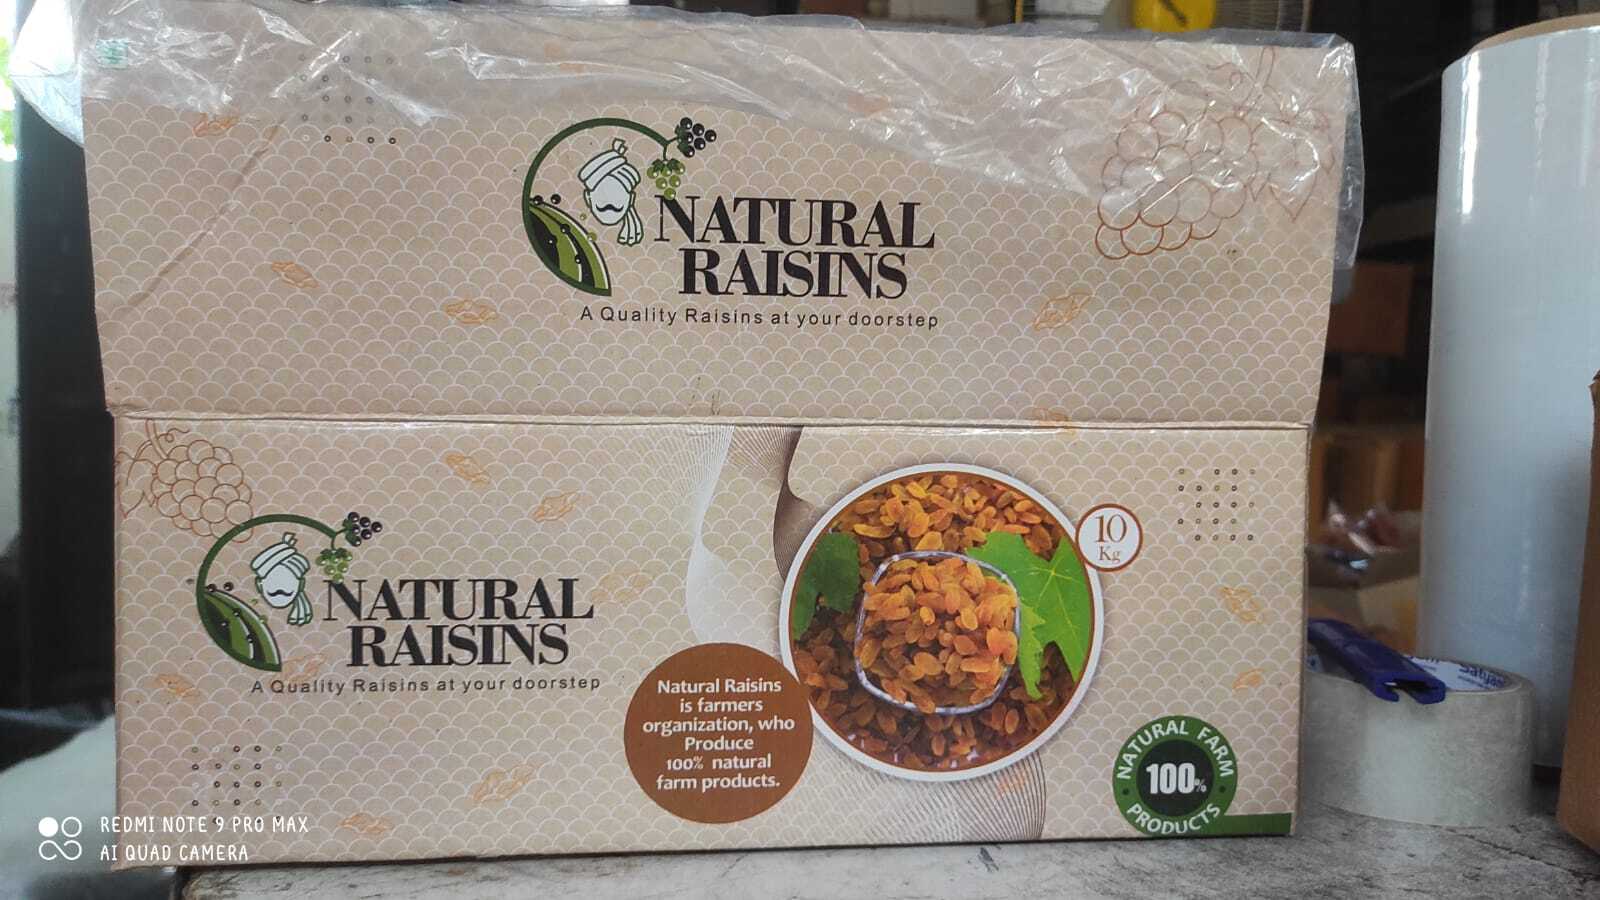 NATURAL
RAISINS
A Quality Raisins at your doorstep
NATURAL
RAISINS
A Quality Raisins at your doorstep
10
Kg
Natural Raisins
is farmers
organization, who
Produce
100% natural
farm products.
NATURAL FARM
100%
PRODUCTS
REDMI NOTE 9 PRO MAX
AI QUAD CAMERA